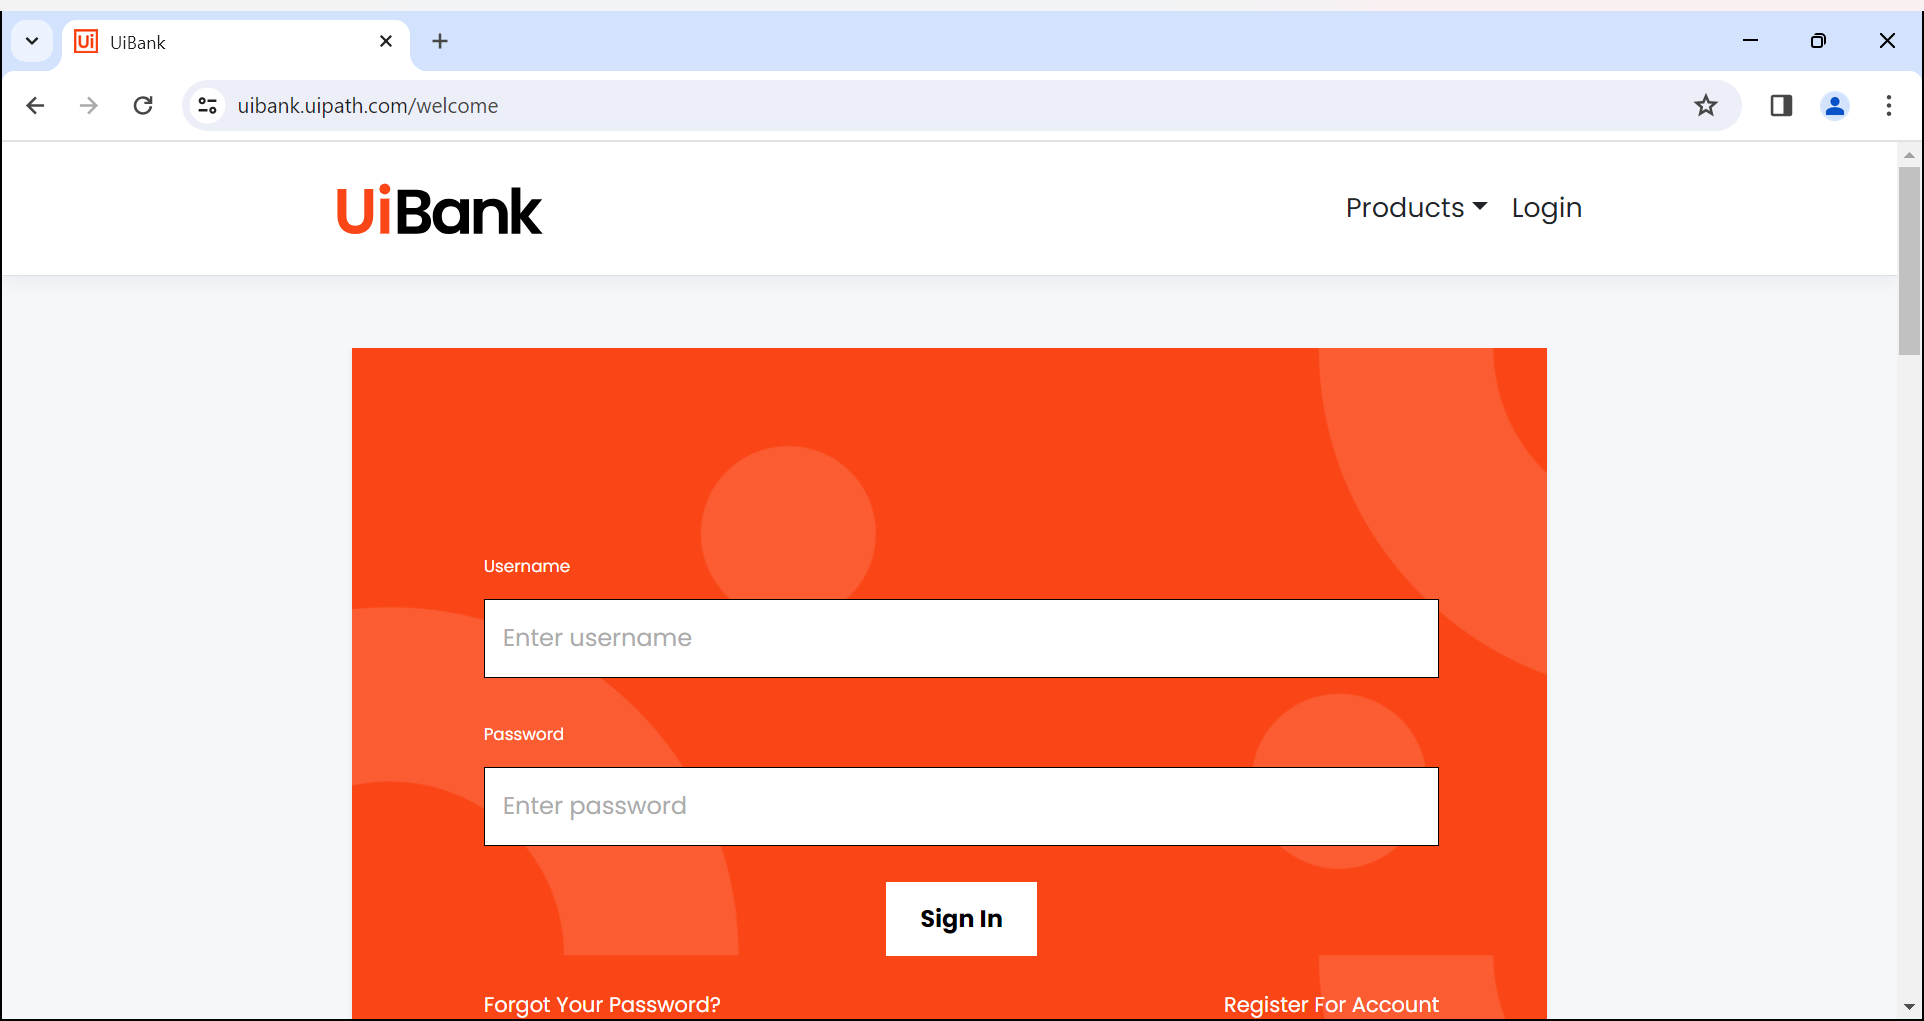 Ui UiBank
uibank.uipath.com/welcome
UiBank
Products Login
Username
Enter username
Password
Enter password
Sign In
Forgot Your Password? Register For Account